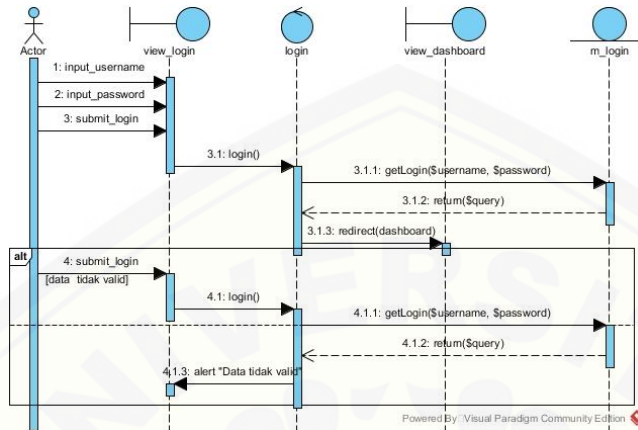 Actor
view_login
login
view_dashboard
m_login
1: input_username
2: input_password
3: submit_login
3.1: login()
3.1.1: getLogin($username, $password)
3.1.2: return($query)
3.1.3: redirect(dashboard)
alt
4: submit_login
[data tidak valid]
4.1: login()
4.1.1: getLogin($username, $password)
4.1.2: return($query)
4.1.3: alert "Data tidak valid"
Powered By Visual Paradigm Community Edition